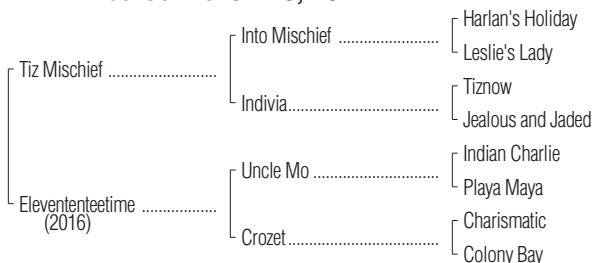 Harlan's Holiday
Into Mischief
Leslie's Lady
Tiz Mischief
Tiznow
Indivia
Jealous and Jaded
Indian Charlie
Uncle Mo
Playa Maya
Elevententeetime
(2016)
Charismatic
Crozet
Colony Bay